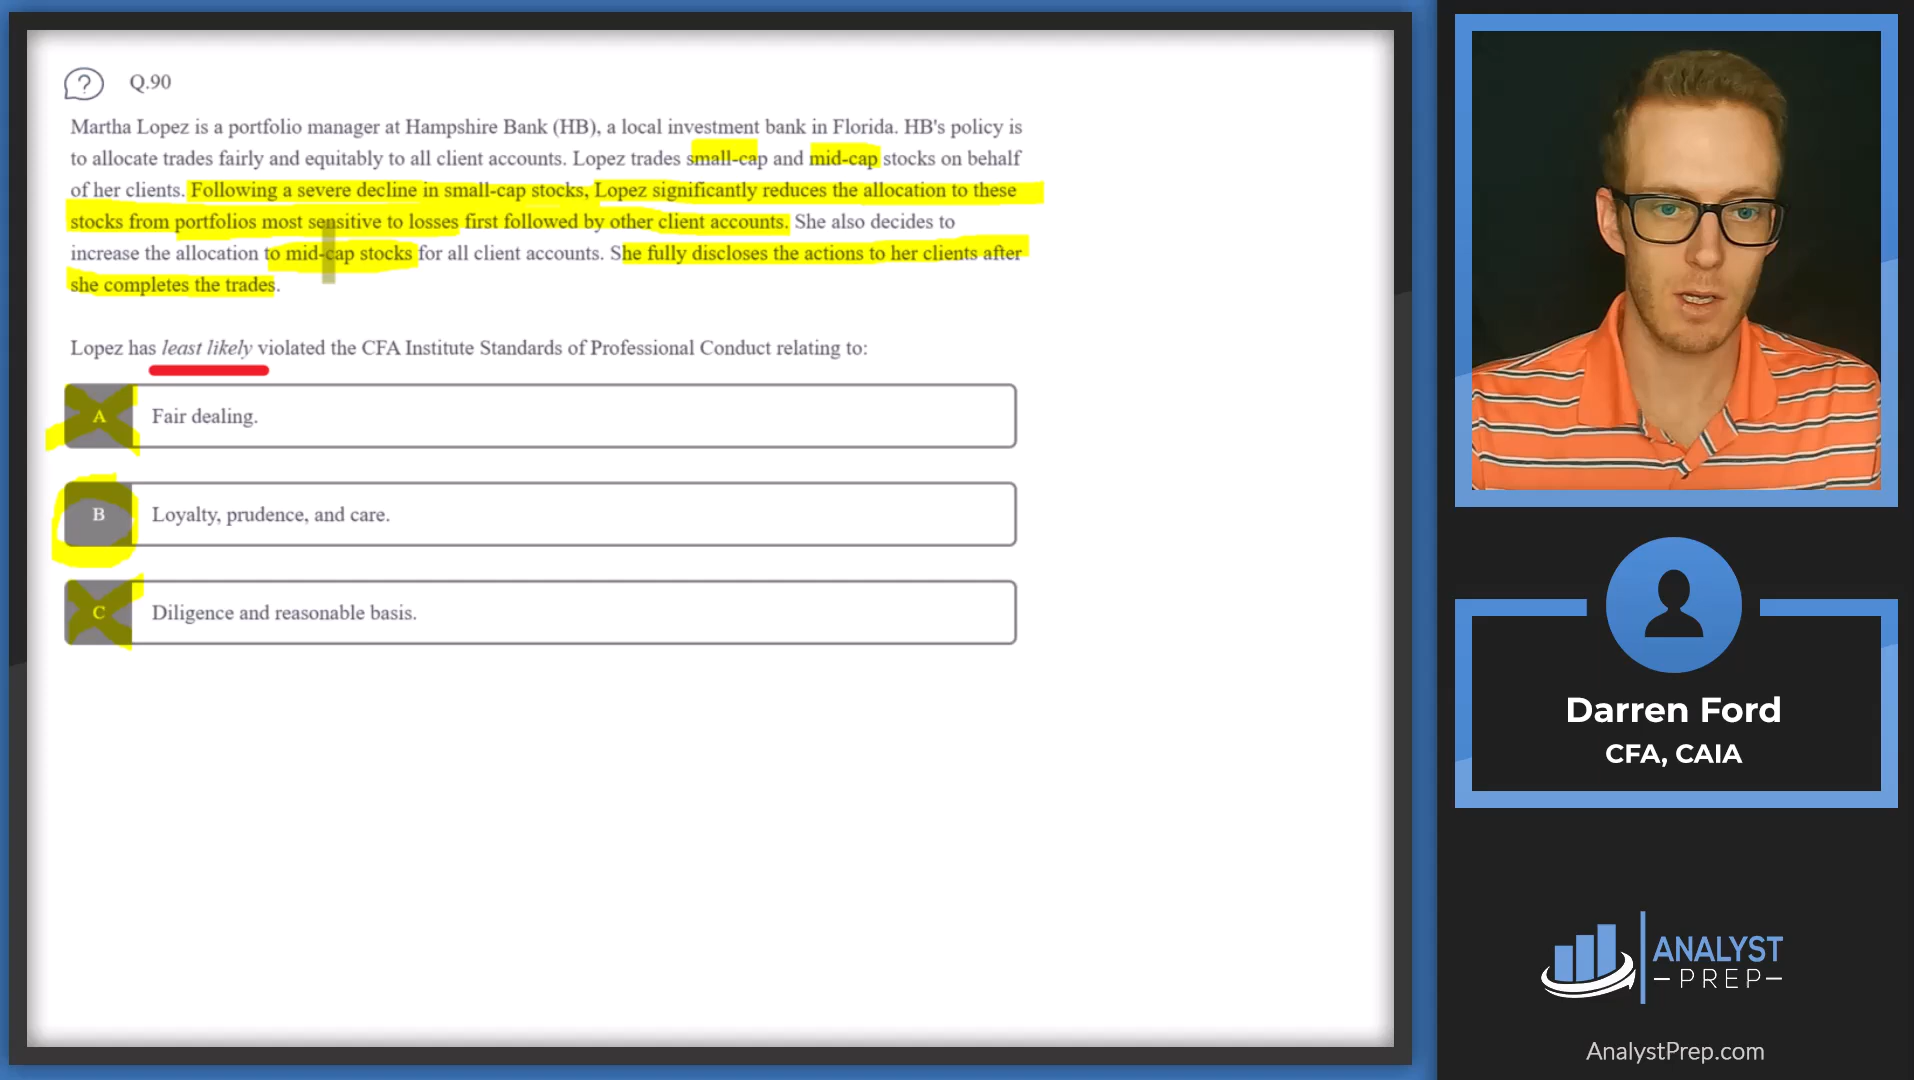 Q.90
Martha Lopez is a portfolio manager at Hampshire Bank (HB), a local investment bank in Florida. HB's policy is
to allocate trades fairly and equitably to all client accounts. Lopez trades small-cap and mid-cap stocks on behalf
of her clients. Following a severe decline in small-cap stocks, Lopez significantly reduces the allocation to these
stocks from portfolios most sensitive to losses first followed by other client accounts. She also decides to
increase the allocation to mid-cap stocks for all client accounts. She fully discloses the actions to her clients after
she completes the trades.
Lopez has least likely violated the CFA Institute Standards of Professional Conduct relating to:
A Fair dealing.
B Loyalty, prudence, and care.
C Diligence and reasonable basis.
Darren Ford
CFA, CAIA
ANALYST
PREP
AnalystPrep.com